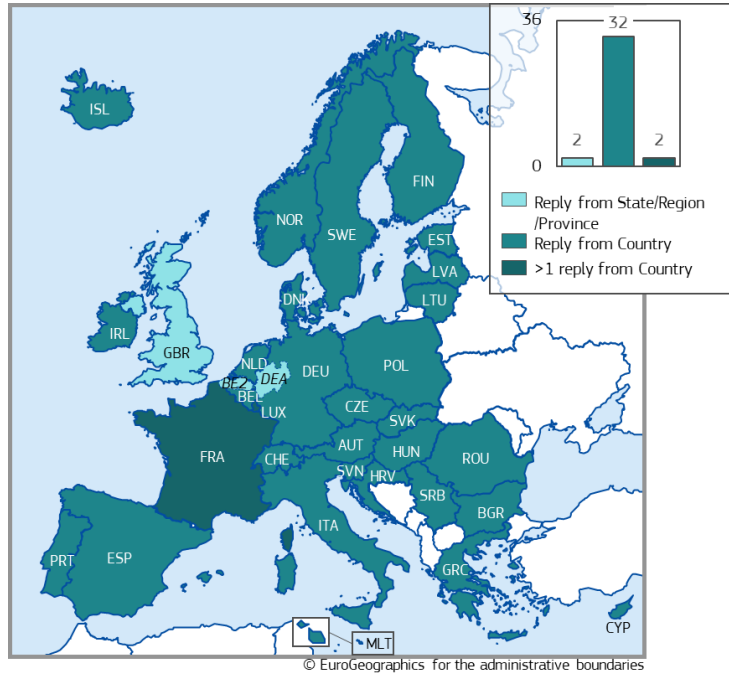 36
32
2
2
0
Reply from State/Region
/Province
Reply from Country
>1 reply from Country
ISL
FIN
NOR
SWE
EST
LVA
DNK
LTU
IRL
GBR
NLD
BE2
DEA
DEU
POL
BEL
LUX
CZE
SVK
FRA
AUT
CHE
HUN
ROU
SVN
HRV
SRB
BGR
ITA
PRT
ESP
GRC
CYP
MLT
© EuroGeographics for the administrative boundaries